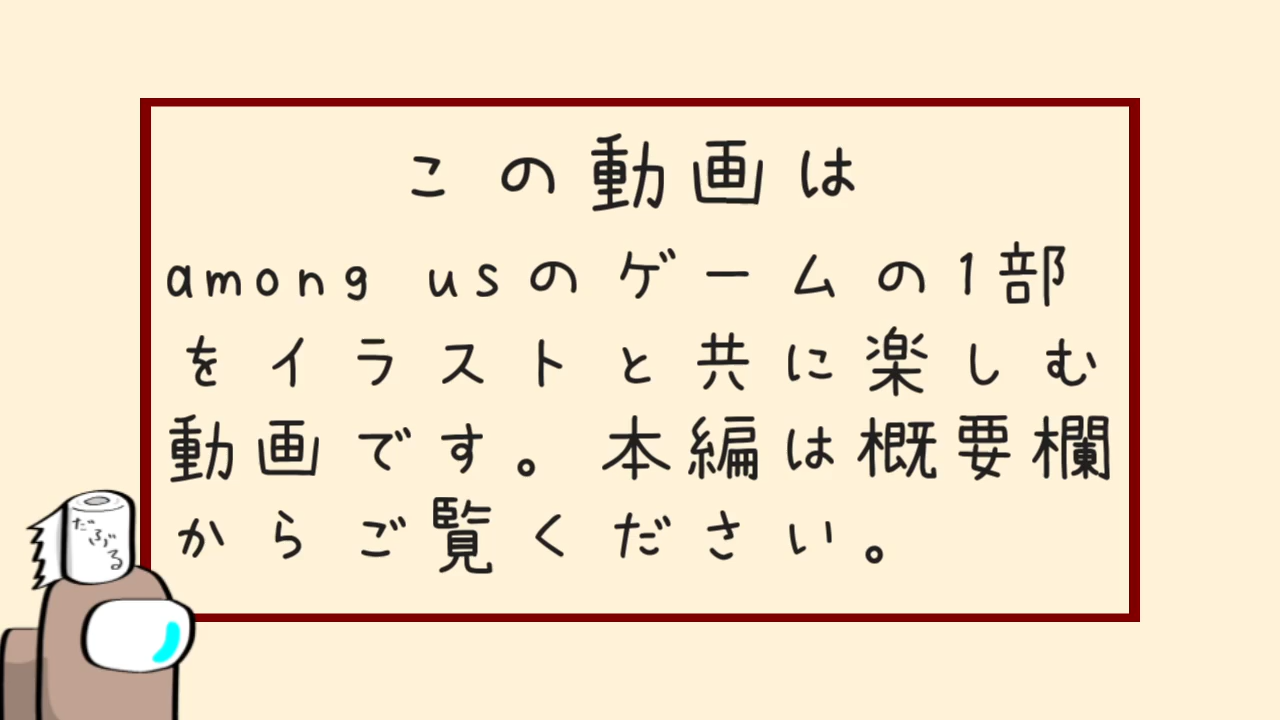 この動画は
among usのゲームの1部
をイラストと共に楽しむ
動画です。本編は概要欄
からご覧ください。
だぶる